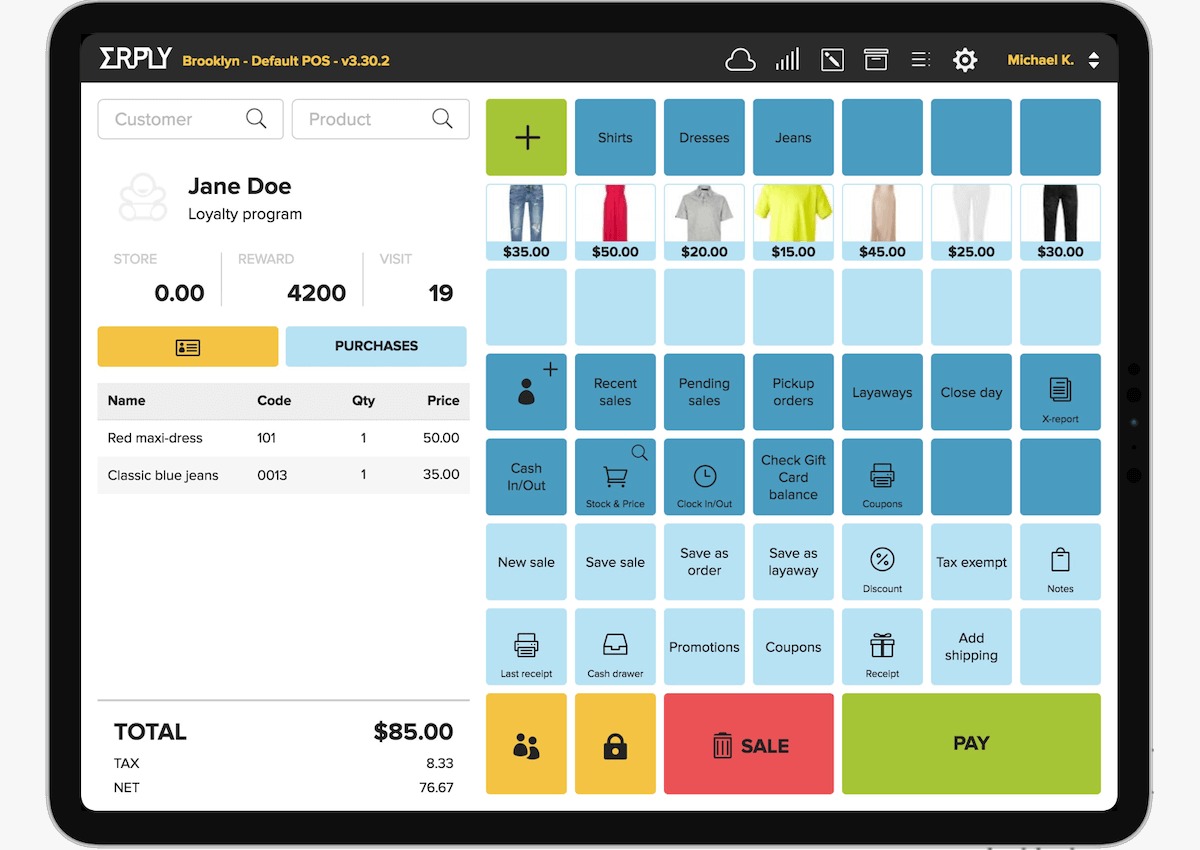 ERPLY Brooklyn - Default POS - v3.30.2
Michael K.
Customer
Product
Jane Doe
Loyalty program
STORE REWARD VISIT
0.00 4200 19
PURCHASES
Name Code Qty Price
Red maxi-dress 101 1 50.00
Classic blue jeans 0013 1 35.00
TOTAL $85.00
TAX 8.33
NET 76.67
+ Shirts Dresses Jeans
$35.00 $50.00 $20.00 $15.00 $45.00 $25.00 $30.00
+
Recent
sales
Pending
sales
Pickup
orders
Layaways
Close day
X-report
Cash
In/Out
Stock & Price
Clock In/Out
Check Gift
Card
balance
Coupons
New sale
Save sale
Save as
order
Save as
layaway
Discount
Tax exempt
Notes
Last receipt
Cash drawer
Promotions
Coupons
Receipt
Add
shipping
SALE
PAY